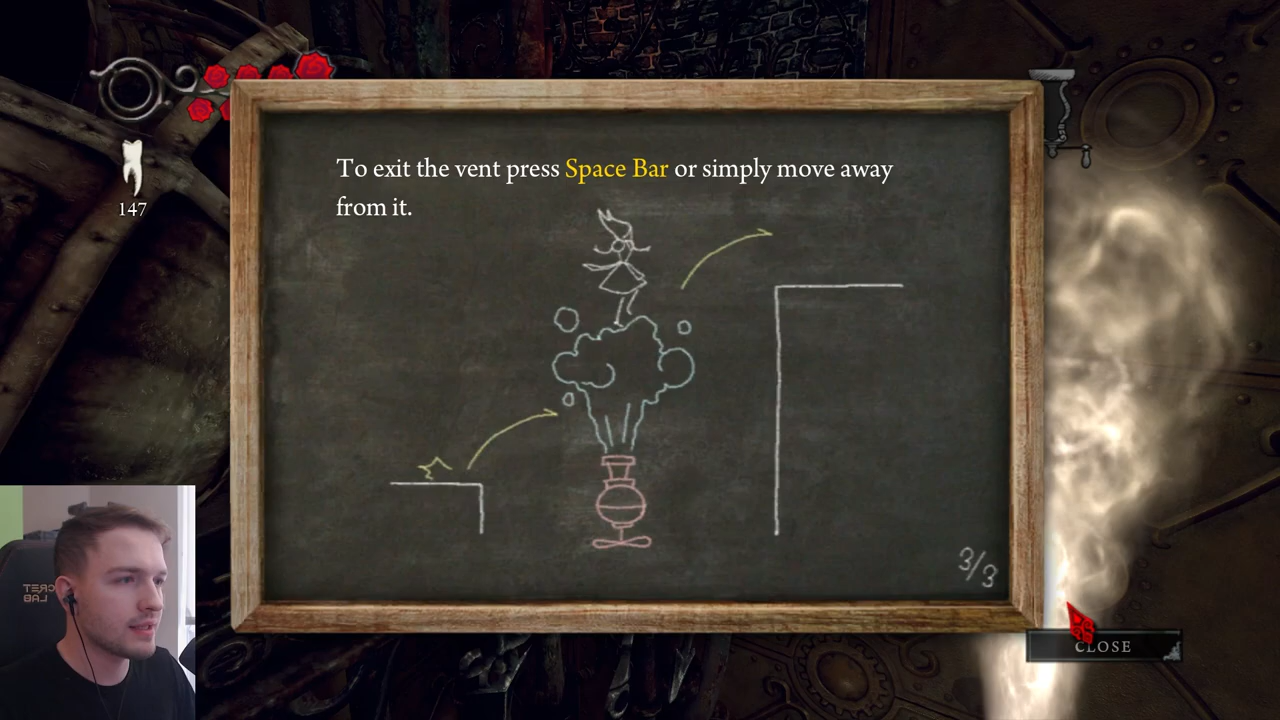 To exit the vent press Space Bar or simply move away
from it.
147
3/3
CLOSE